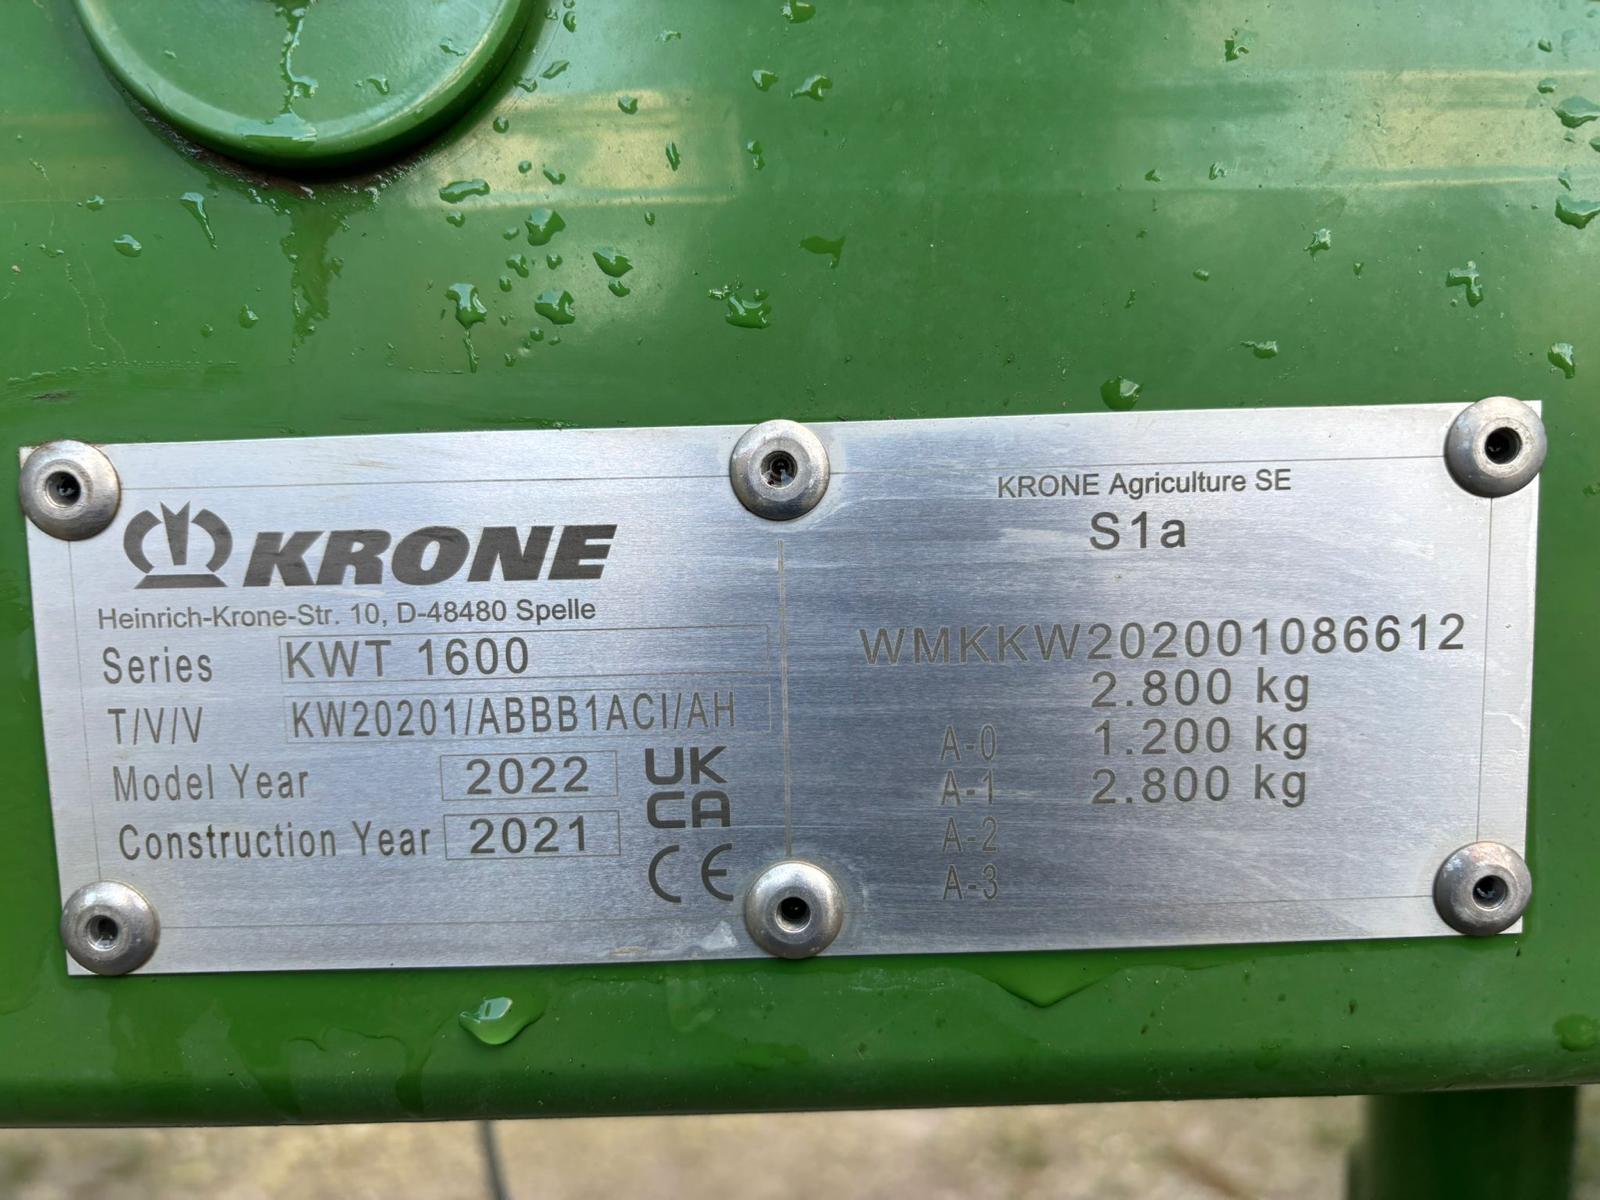 KRONE
Heinrich-Krone-Str. 10, D-48480 Spelle
Series KWT 1600
T/V/V KW20201/ABBB1ACI/AH
Model Year 2022
Construction Year 2021
UK
CA
CE
KRONE Agriculture SE
S1a
WMKKW202001086612
2.800 kg
A-0 1.200 kg
A-1 2.800 kg
A-2
A-3